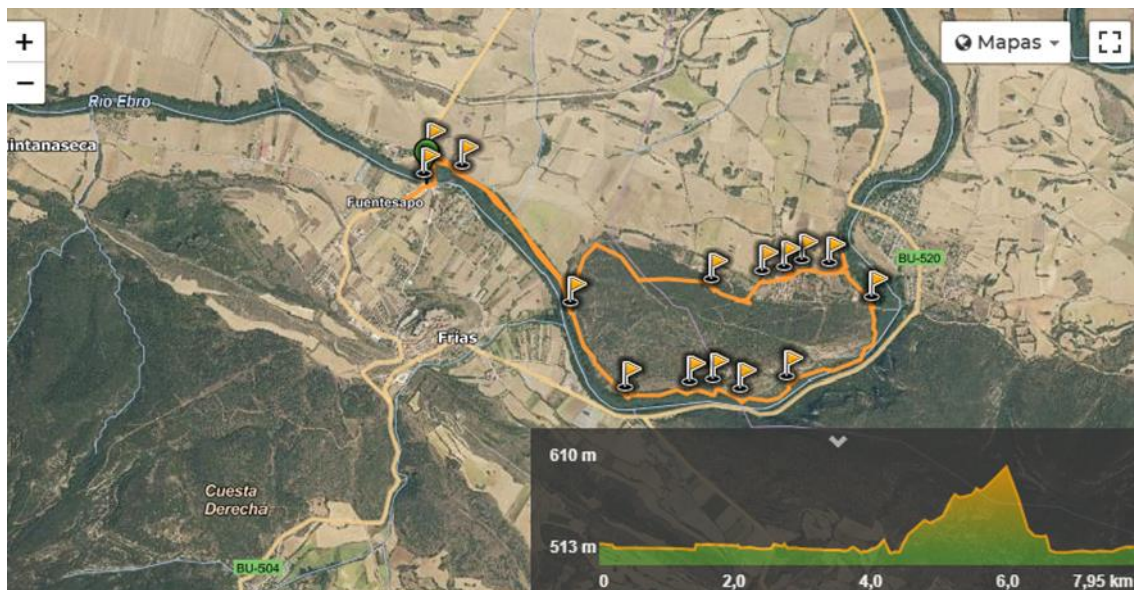 +
Mapas
−
Rio Ebro
uintanaseca
Fuentesapo
BU-520
Frías
Cuesta
Derecha
BU-504
610 m
513 m
0 2,0 4,0 6,0 7,95 km